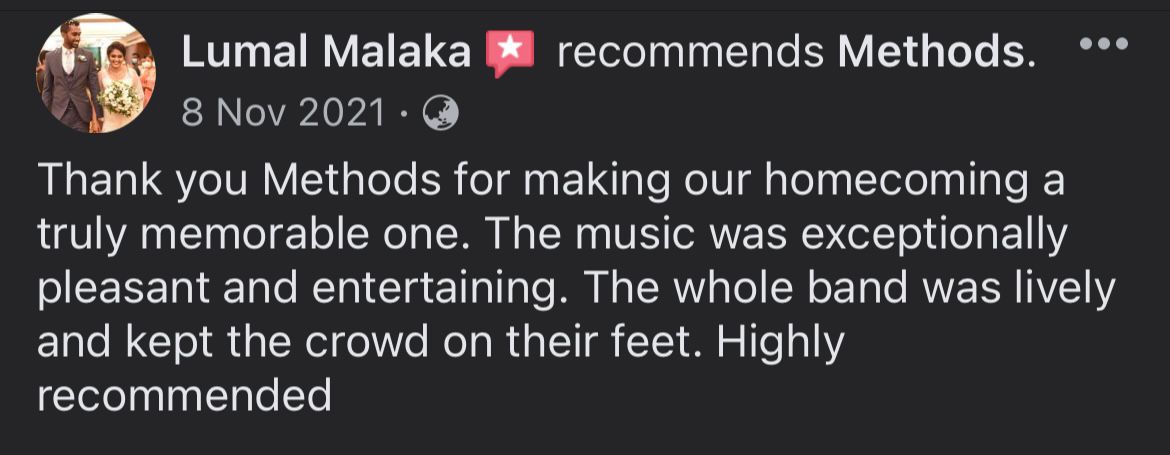 Lumal Malaka recommends Methods.
8 Nov 2021 ·
Thank you Methods for making our homecoming a
truly memorable one. The music was exceptionally
pleasant and entertaining. The whole band was lively
and kept the crowd on their feet. Highly
recommended